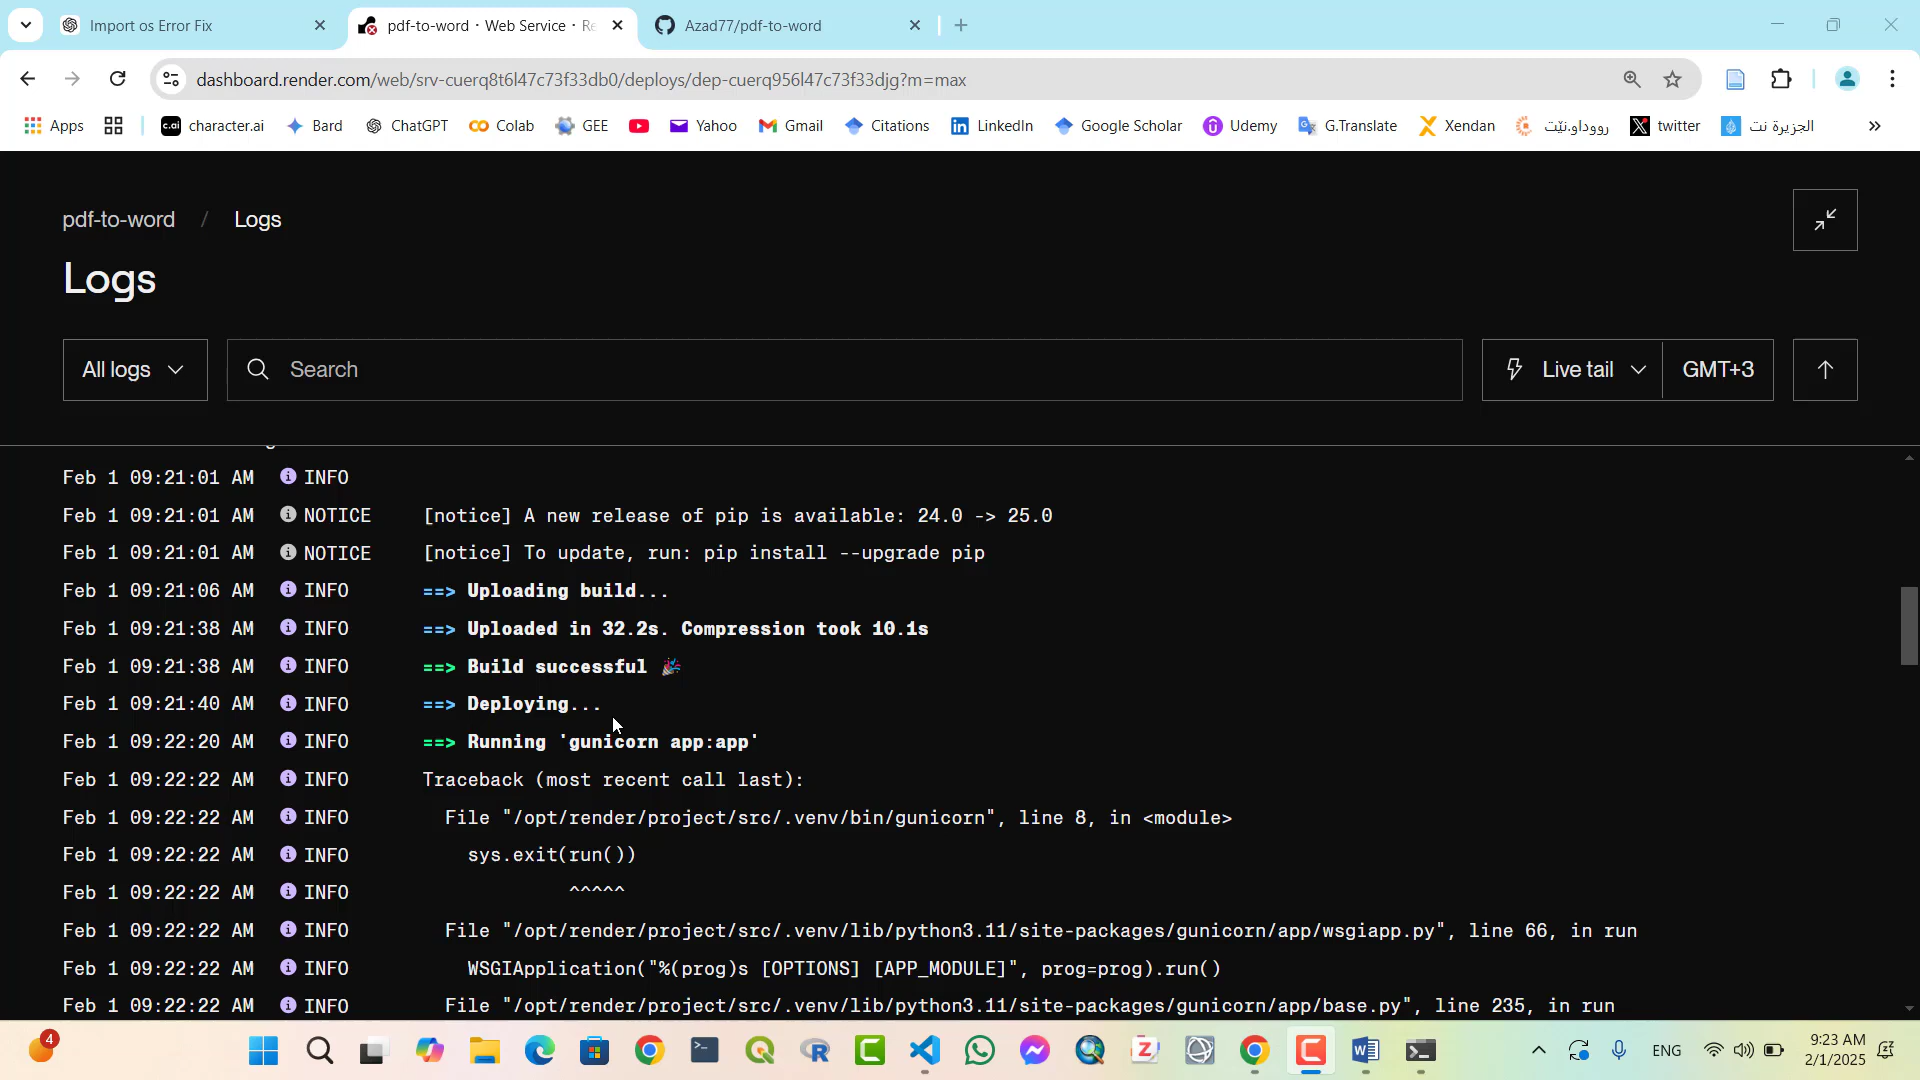 Import os Error Fix
pdf-to-word · Web Service · Re
Azad77/pdf-to-word
dashboard.render.com/web/srv-cuerq8t6l47c73f33db0/deploys/dep-cuerq956l47c73f33djg?m=max
Apps
c.ai character.ai
Bard
ChatGPT
Colab
GEE
Yahoo
Gmail
Citations
LinkedIn
Google Scholar
Udemy
G.Translate
Xendan
رووداو.نێت
twitter
الجزيرة نت
pdf-to-word / Logs
Logs
All logs
Search
Live tail
GMT+3
Feb 1 09:21:01 AM INFO
Feb 1 09:21:01 AM NOTICE [notice] A new release of pip is available: 24.0 -> 25.0
Feb 1 09:21:01 AM NOTICE [notice] To update, run: pip install --upgrade pip
Feb 1 09:21:06 AM INFO ==> Uploading build...
Feb 1 09:21:38 AM INFO ==> Uploaded in 32.2s. Compression took 10.1s
Feb 1 09:21:38 AM INFO ==> Build successful 🎉
Feb 1 09:21:40 AM INFO ==> Deploying...
Feb 1 09:22:20 AM INFO ==> Running 'gunicorn app:app'
Feb 1 09:22:22 AM INFO Traceback (most recent call last):
Feb 1 09:22:22 AM INFO File "/opt/render/project/src/.venv/bin/gunicorn", line 8, in <module>
Feb 1 09:22:22 AM INFO sys.exit(run())
Feb 1 09:22:22 AM INFO ^^^^^
Feb 1 09:22:22 AM INFO File "/opt/render/project/src/.venv/lib/python3.11/site-packages/gunicorn/app/wsgiapp.py", line 66, in run
Feb 1 09:22:22 AM INFO WSGIApplication("%(prog)s [OPTIONS] [APP_MODULE]", prog=prog).run()
Feb 1 09:22:22 AM INFO File "/opt/render/project/src/.venv/lib/python3.11/site-packages/gunicorn/app/base.py", line 235, in run
4
ENG
9:23 AM
2/1/2025